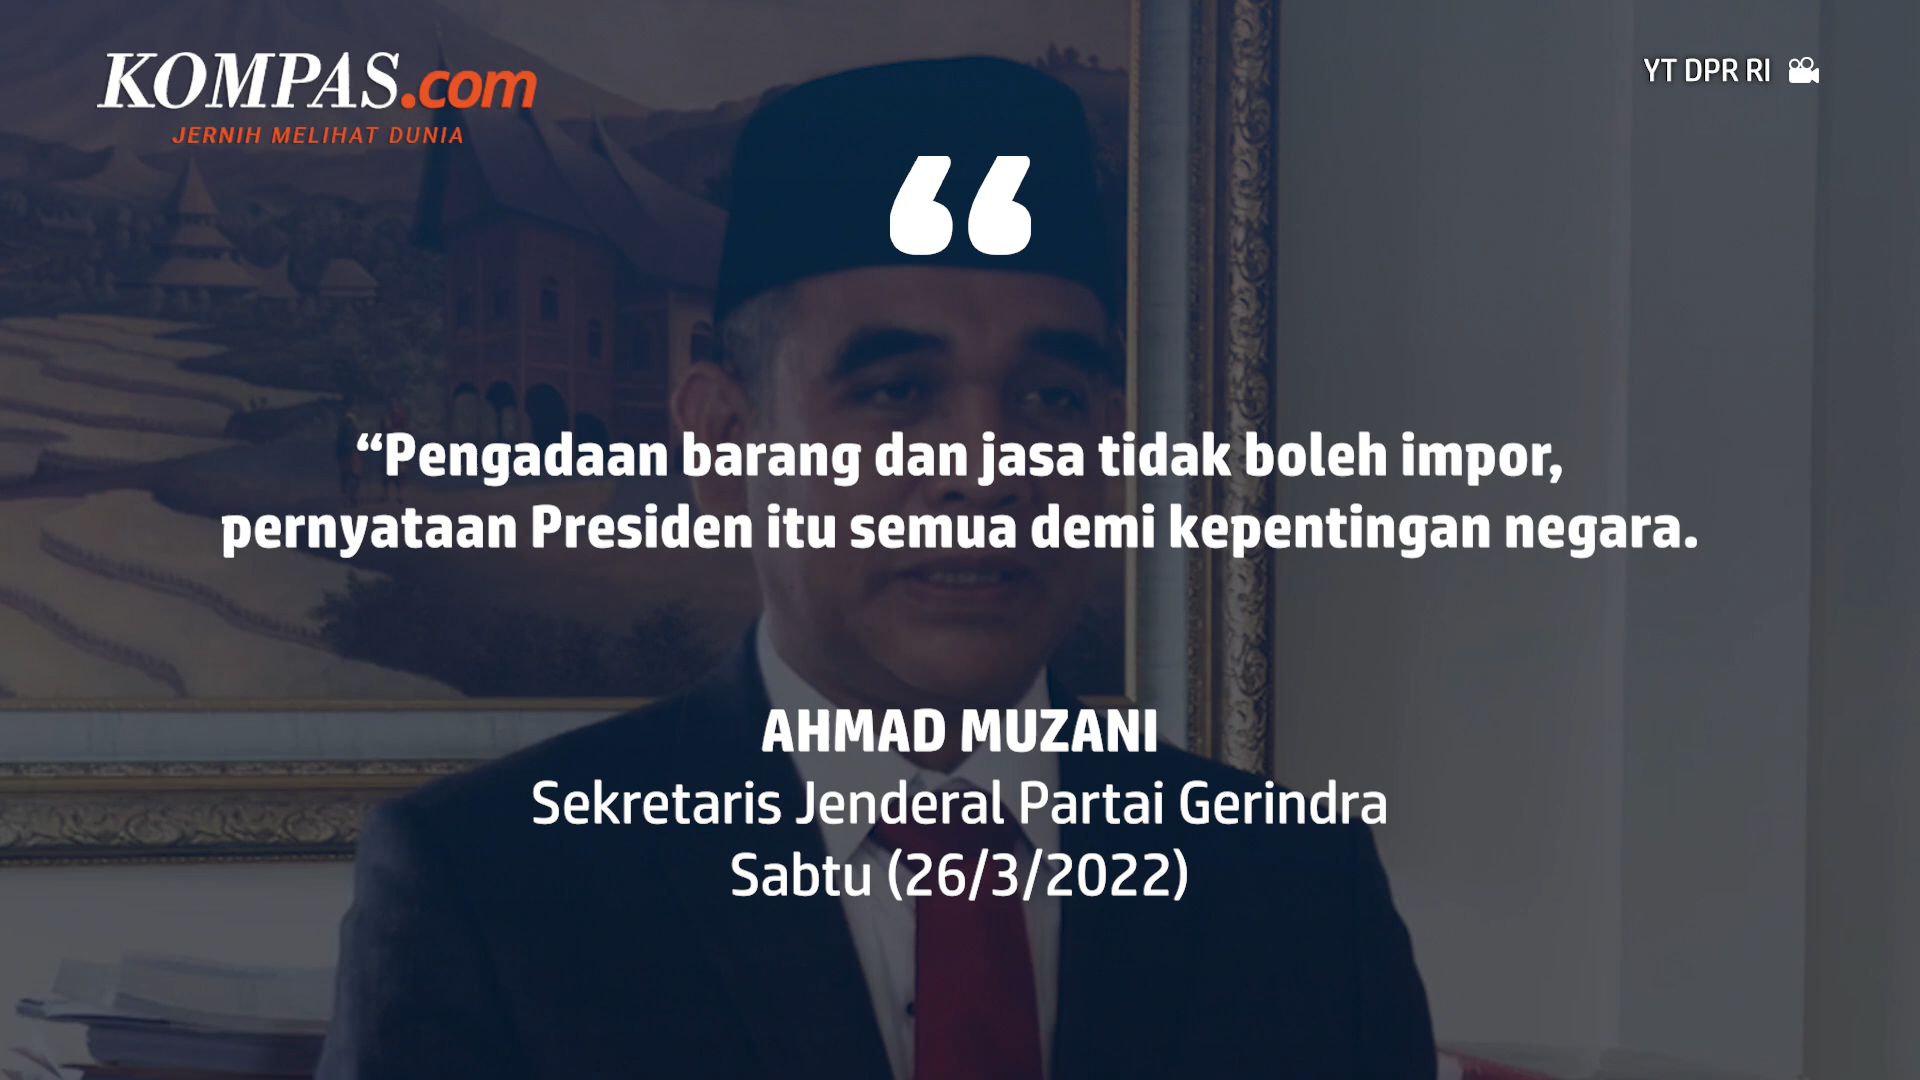 KOMPAS.com
JERNIH MELIHAT DUNIA
YT DPR RI
“
“Pengadaan barang dan jasa tidak boleh impor,
pernyataan Presiden itu semua demi kepentingan negara.
AHMAD MUZANI
Sekretaris Jenderal Partai Gerindra
Sabtu (26/3/2022)